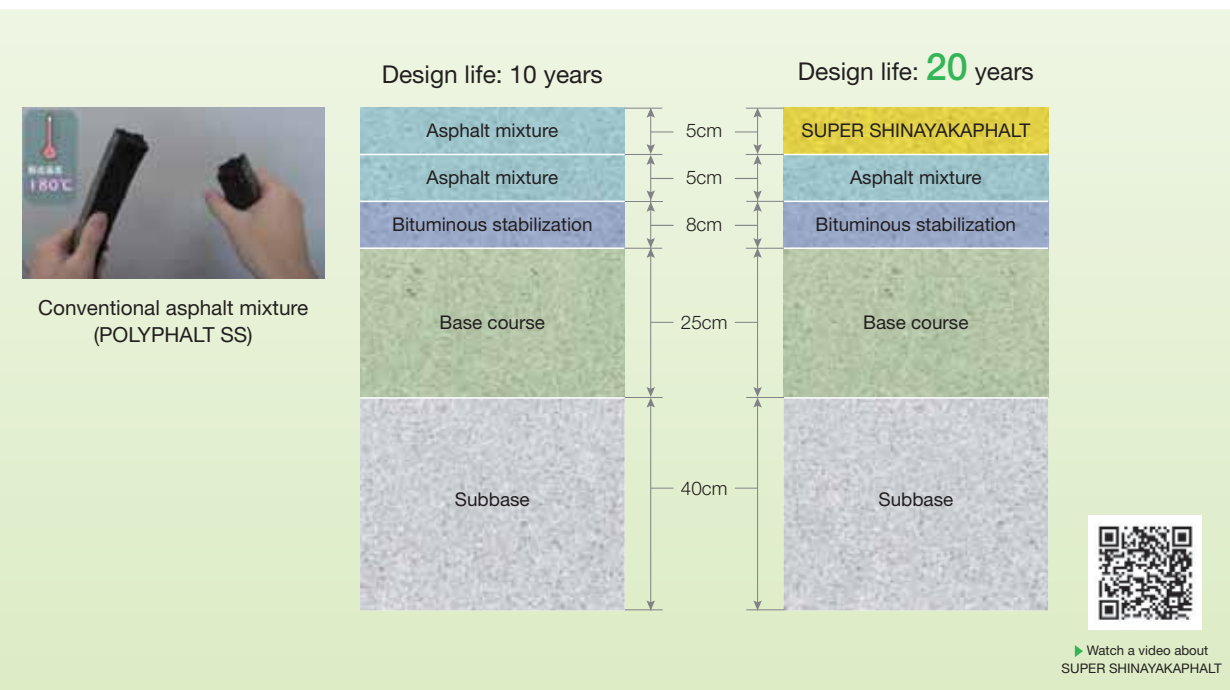 Design life: 10 years
Design life: 20 years
180℃
Conventional asphalt mixture
(POLYPHALT SS)
Asphalt mixture
5cm
SUPER SHINAYAKAPHALT
Asphalt mixture
5cm
Asphalt mixture
Bituminous stabilization
8cm
Bituminous stabilization
Base course
25cm
Base course
Subbase
40cm
Subbase
Watch a video about
SUPER SHINAYAKAPHALT